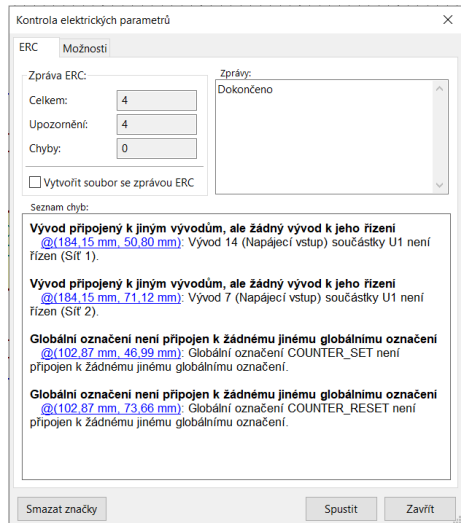 Kontrola elektrických parametrů
ERC
Možnosti
Zpráva ERC:
Celkem: 4
Upozornění: 4
Chyby: 0
Vytvořit soubor se zprávou ERC
Zprávy:
Dokončeno
Seznam chyb:
Vývod připojený k jiným vývodům, ale žádný vývod k jeho řízení
@(184,15 mm, 50,80 mm): Vývod 14 (Napájecí vstup) součástky U1 není
řízen (Síť 1).
Vývod připojený k jiným vývodům, ale žádný vývod k jeho řízení
@(184,15 mm, 71,12 mm): Vývod 7 (Napájecí vstup) součástky U1 není
řízen (Síť 2).
Globální označení není připojen k žádnému jinému globálnímu označení
@(102,87 mm, 46,99 mm): Globální označení COUNTER_SET není
připojen k žádnému jinému globálnímu označení.
Globální označení není připojen k žádnému jinému globálnímu označení
@(102,87 mm, 73,66 mm): Globální označení COUNTER_RESET není
připojen k žádnému jinému globálnímu označení.
Smazat značky
Spustit
Zavřít